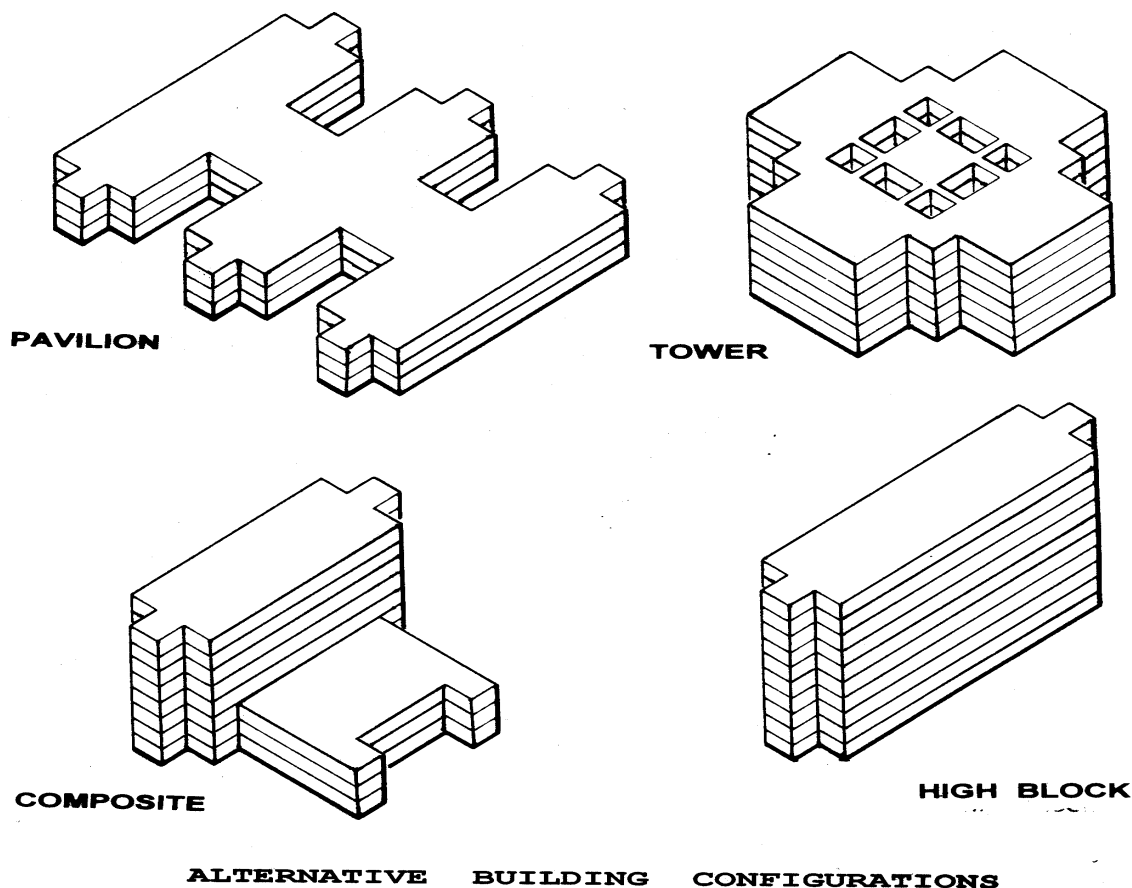 PAVILION
TOWER
COMPOSITE
HIGH BLOCK
ALTERNATIVE BUILDING CONFIGURATIONS